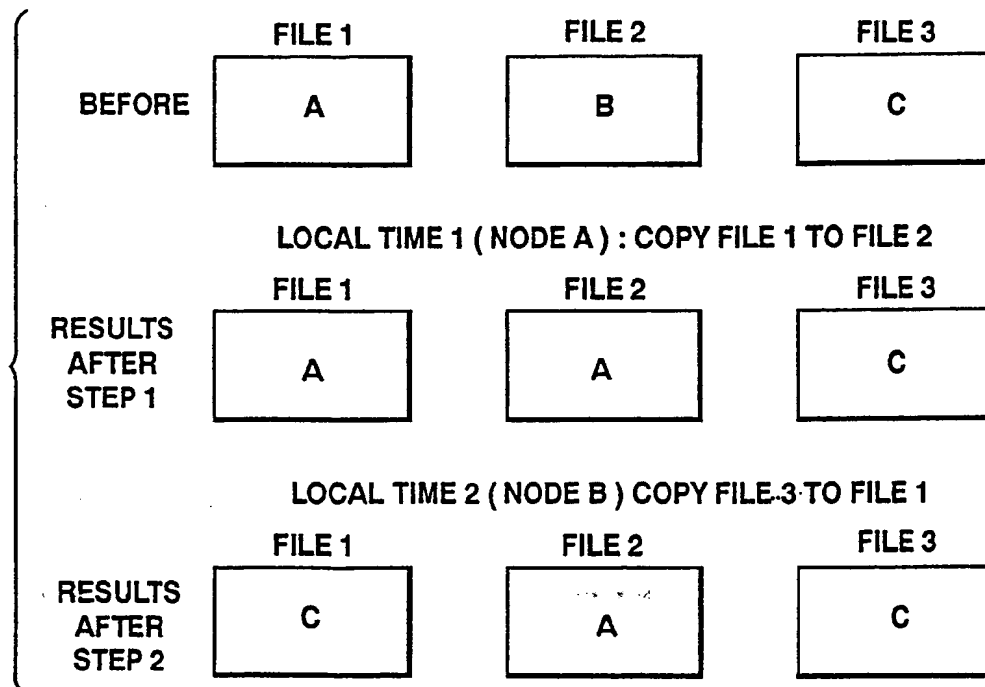 FILE 1 FILE 2 FILE 3
BEFORE A B C
LOCAL TIME 1 ( NODE A ) : COPY FILE 1 TO FILE 2
FILE 1 FILE 2 FILE 3
RESULTS
AFTER
STEP 1
A A C
LOCAL TIME 2 ( NODE B ) COPY FILE 3 TO FILE 1
FILE 1 FILE 2 FILE 3
RESULTS
AFTER
STEP 2
C A C